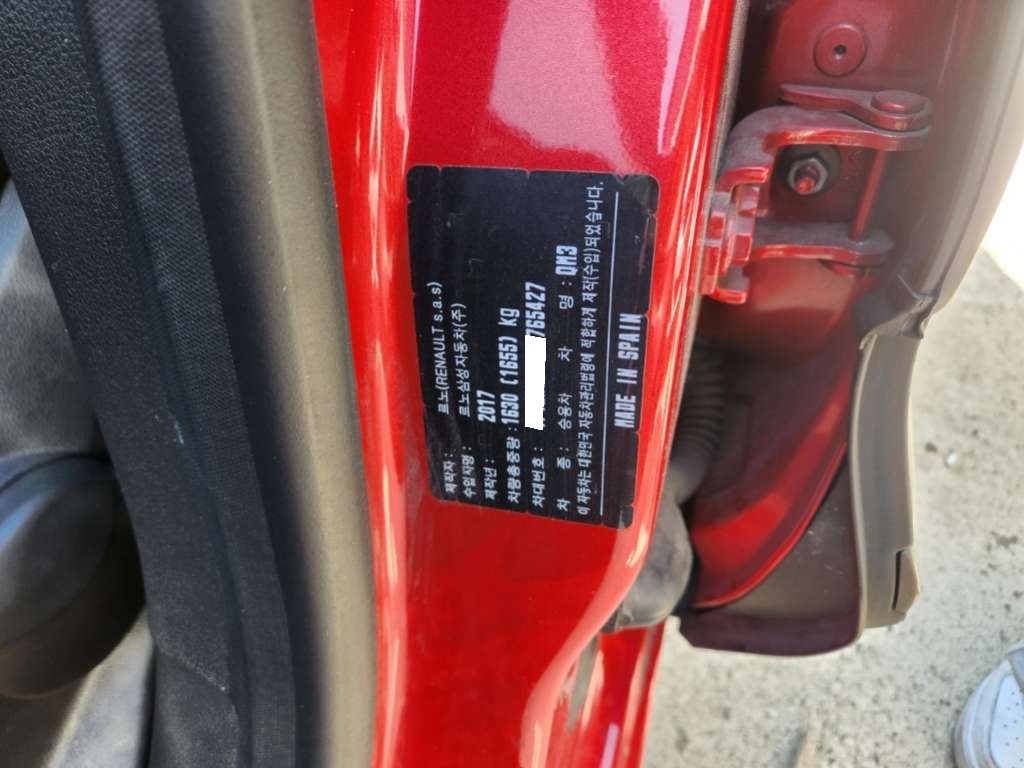 제작자 : 르노(RENAULT s.a.s)
수입자명 : 르노삼성자동차(주)
제작년 : 2017
차량총중량 : 1630 (1655) kg
차대번호 : 765427
차 종 : 승용차 차 명 : QM3
이 자동차는 대한민국 자동차관리법령에 적합하게 제작(수입)되었습니다.
MADE IN SPAIN